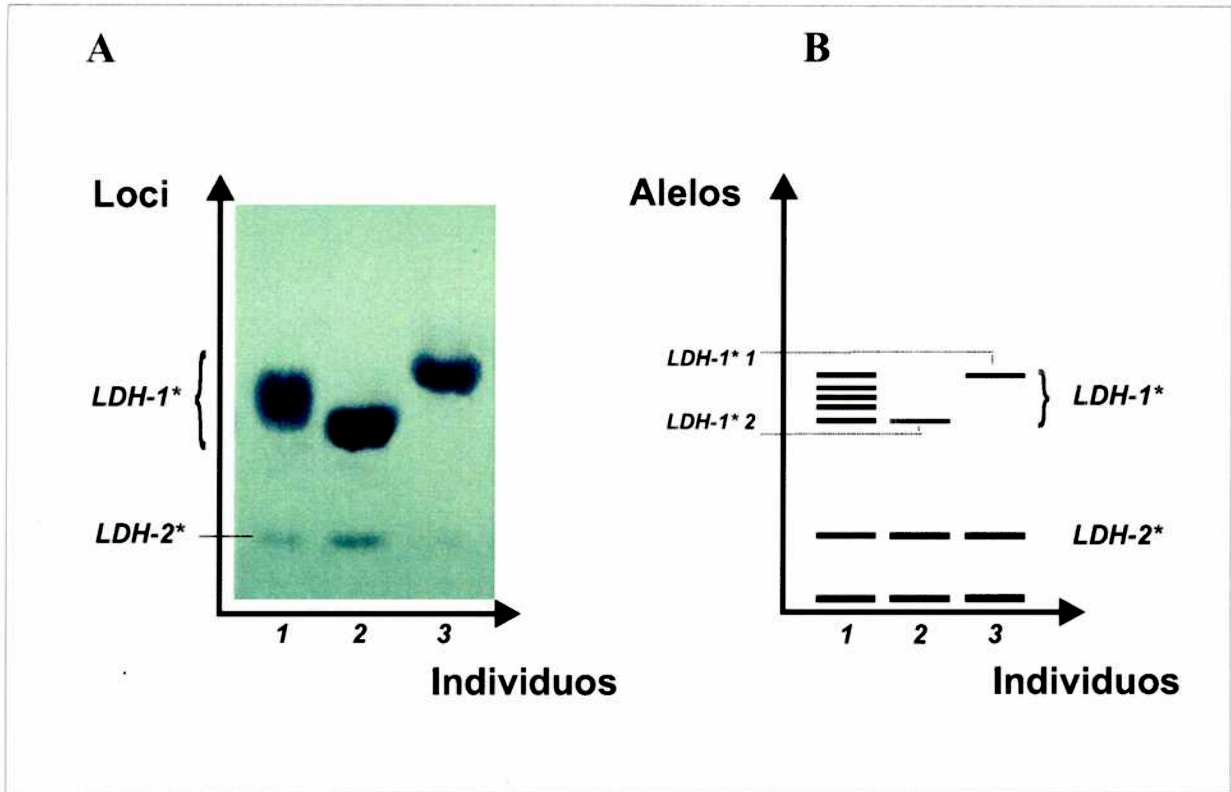 A
B
Loci
LDH-1*
LDH-2*
1
2
3
Individuos
Alelos
LDH-1* 1
LDH-1* 2
LDH-1*
LDH-2*
1
2
3
Individuos